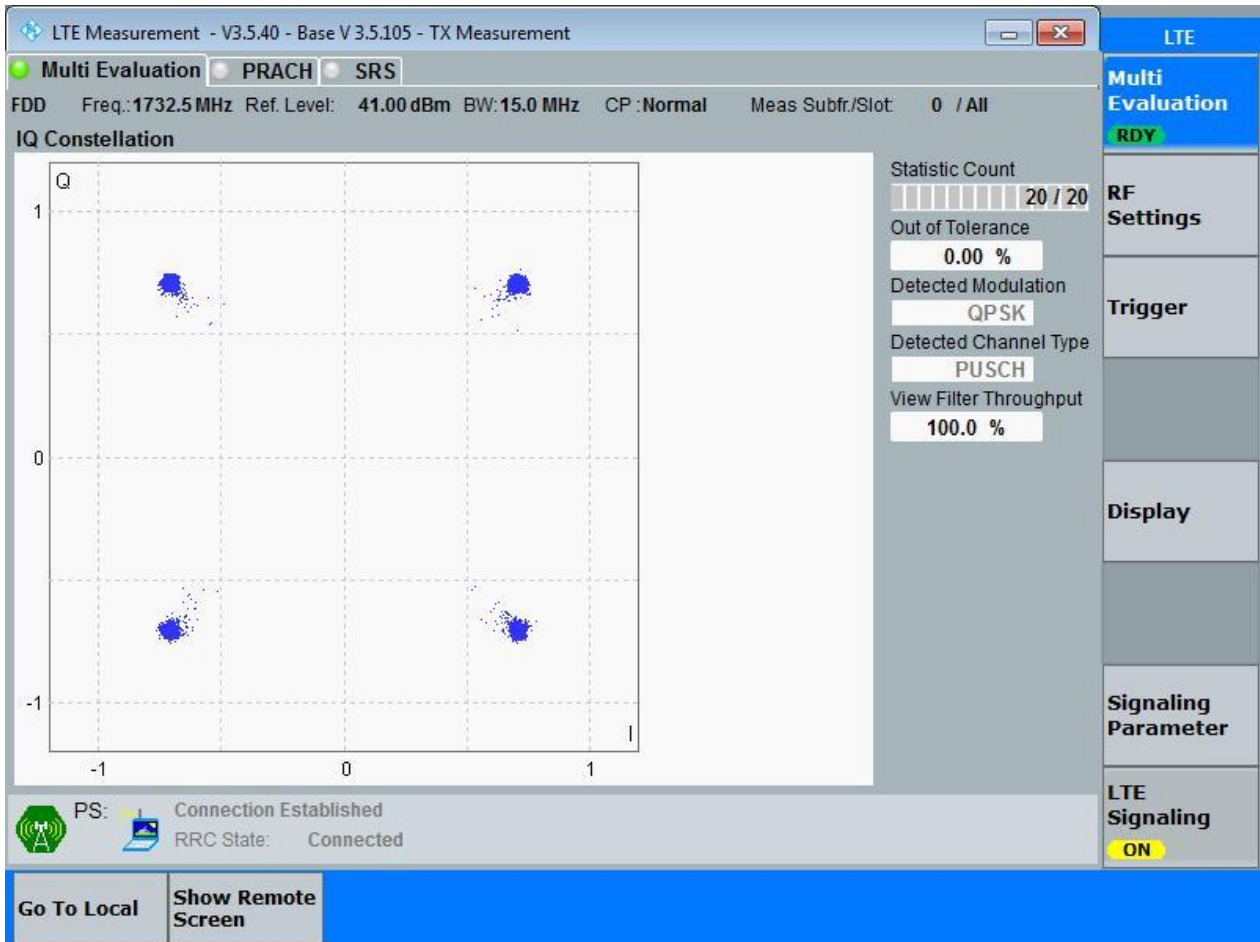 LTE Measurement - V3.5.40 - Base V 3.5.105 - TX Measurement
LTE
Multi Evaluation PRACH SRS
FDD Freq.: 1732.5 MHz Ref. Level: 41.00 dBm BW: 15.0 MHz CP : Normal Meas Subfr./Slot: 0 / All
IQ Constellation
Q
1
0
-1
I
-1 0 1
Statistic Count
20 / 20
Out of Tolerance
0.00 %
Detected Modulation
QPSK
Detected Channel Type
PUSCH
View Filter Throughput
100.0 %
Multi
Evaluation
RDY
RF
Settings
Trigger
Display
Signaling
Parameter
LTE
Signaling
ON
PS: Connection Established
RRC State: Connected
Go To Local
Show Remote
Screen